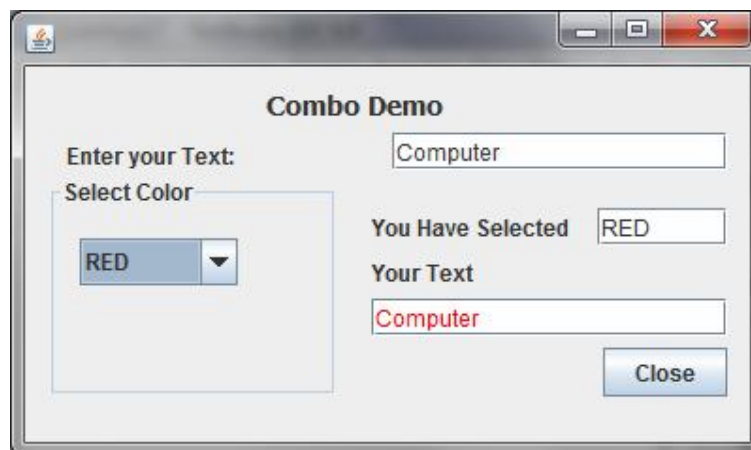 Combo Demo
Enter your Text:
Computer
Select Color
RED
You Have Selected
RED
Your Text
Computer
Close